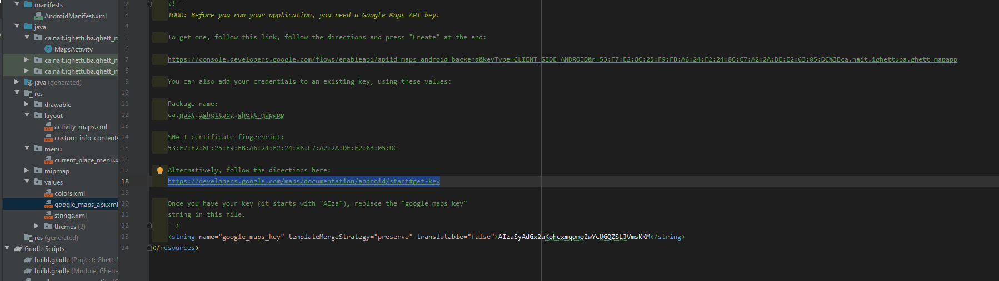 manifests
AndroidManifest.xml
java
ca.nait.ighettuba.ghett_m
MapsActivity
ca.nait.ighettuba.ghett_m
ca.nait.ighettuba.ghett_m
java (generated)
res
drawable
layout
activity_maps.xml
custom_info_contents
menu
current_place_menu.x
mipmap
values
colors.xml
google_maps_api.xml
strings.xml
themes (2)
res (generated)
Gradle Scripts
build.gradle (Project: Ghett-
build.gradle (Module: Ghett-
2 <!--
3 TODO: Before you run your application, you need a Google Maps API key.
4
5 To get one, follow this link, follow the directions and press "Create" at the end:
6
7 https://console.developers.google.com/flows/enableapi?apiid=maps_android_backend&keyType=CLIENT_SIDE_ANDROID&r=53:F7:E2:8C:25:F9:FB:A6:24:F2:24:86:C7:A2:2A:DE:E2:63:05:DC%3Bca.nait.ighettuba.ghett_mapapp
8
9 You can also add your credentials to an existing key, using these values:
10
11 Package name:
12 ca.nait.ighettuba.ghett_mapapp
13
14 SHA-1 certificate fingerprint:
15 53:F7:E2:8C:25:F9:FB:A6:24:F2:24:86:C7:A2:2A:DE:E2:63:05:DC
16
17 Alternatively, follow the directions here:
18 https://developers.google.com/maps/documentation/android/start#get-key
19
20 Once you have your key (it starts with "AIza"), replace the "google_maps_key"
21 string in this file.
22 -->
23 <string name="google_maps_key" templateMergeStrategy="preserve" translatable="false">AIzaSyAdGx2aKohexmqomo2wYcUGQZSLJVmsKKM</string>
24 </resources>